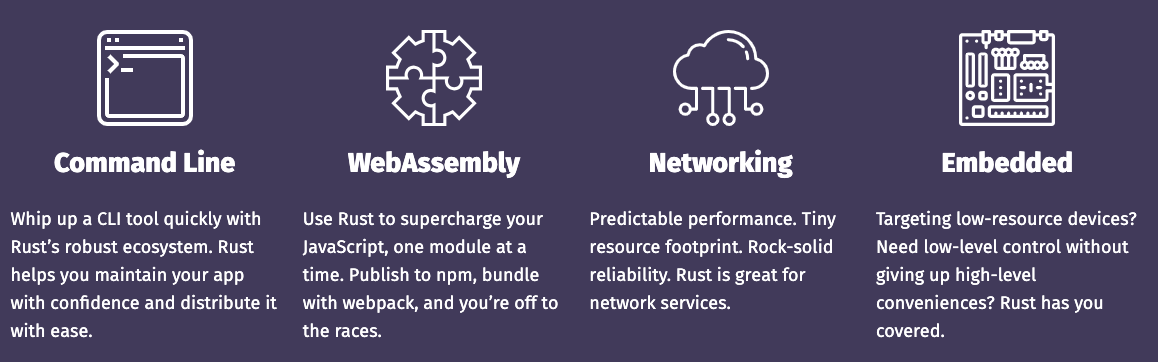 Command Line
Whip up a CLI tool quickly with
Rust’s robust ecosystem. Rust
helps you maintain your app
with confidence and distribute it
with ease.
WebAssembly
Use Rust to supercharge your
JavaScript, one module at a
time. Publish to npm, bundle
with webpack, and you’re off to
the races.
Networking
Predictable performance. Tiny
resource footprint. Rock-solid
reliability. Rust is great for
network services.
Embedded
Targeting low-resource devices?
Need low-level control without
giving up high-level
conveniences? Rust has you
covered.